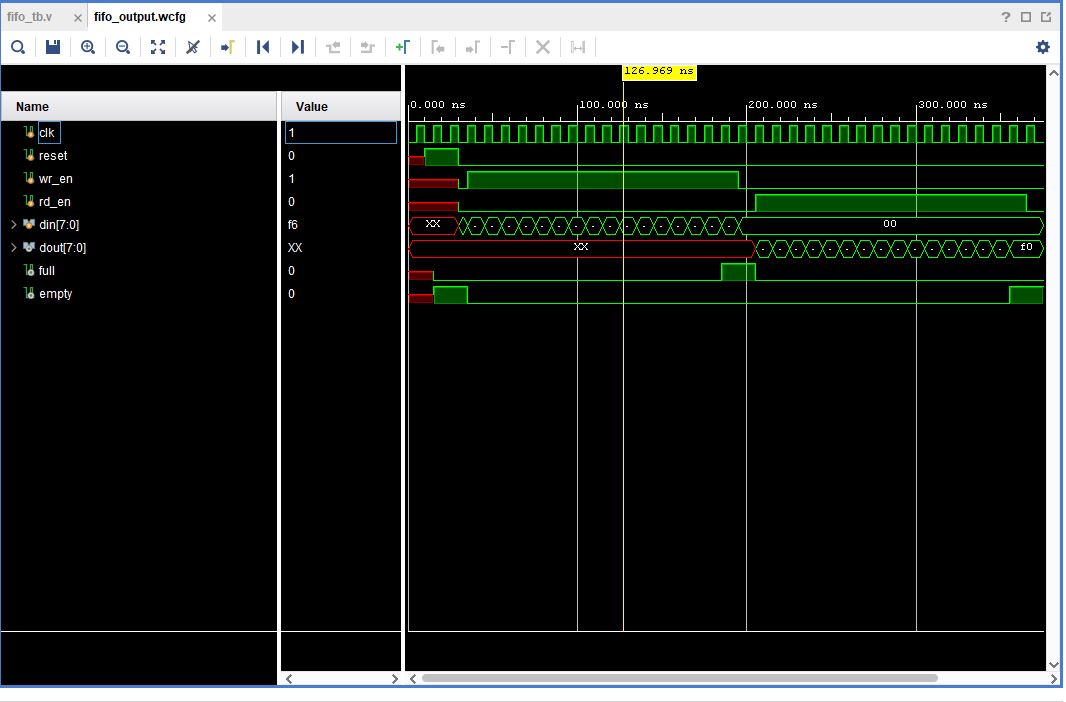 fifo_tb.v × fifo_output.wcfg ×
126.969 ns
Name Value
0.000 ns 100.000 ns 200.000 ns 300.000 ns
clk 1
reset 0
wr_en 1
rd_en 0
din[7:0] f6 XX 00
dout[7:0] XX XX f0
full 0
empty 0